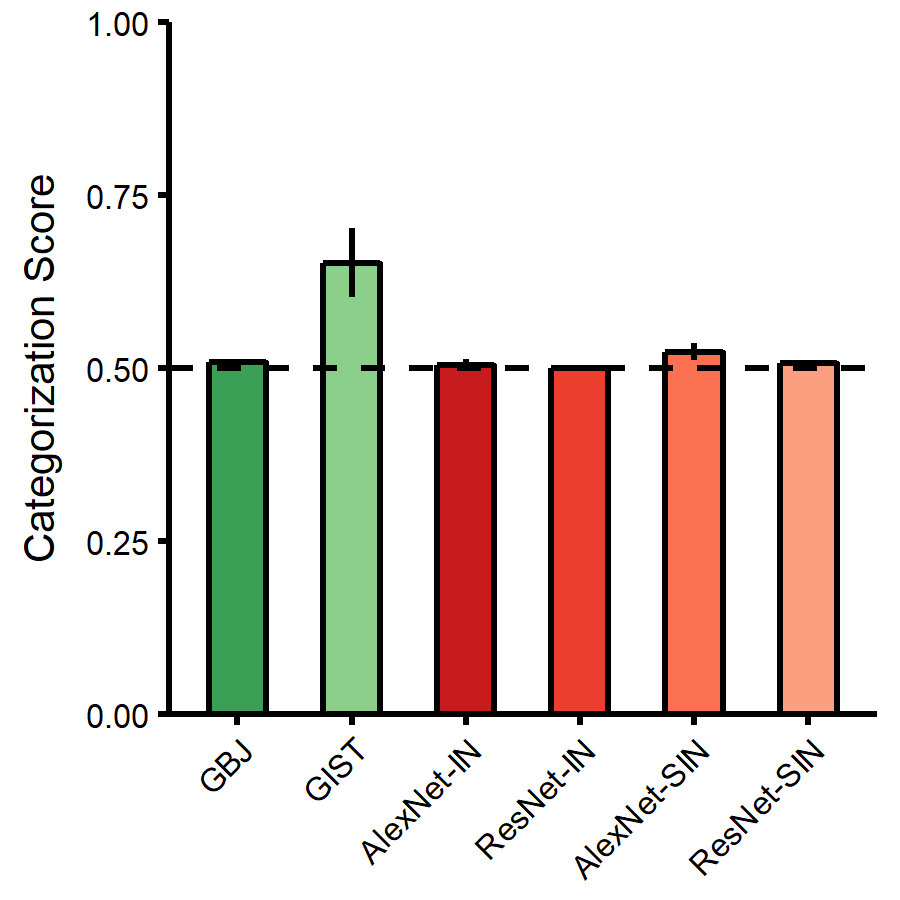 Categorization Score
1.00
0.75
0.50
0.25
0.00
GBJ
GIST
AlexNet-IN
ResNet-IN
AlexNet-SIN
ResNet-SIN